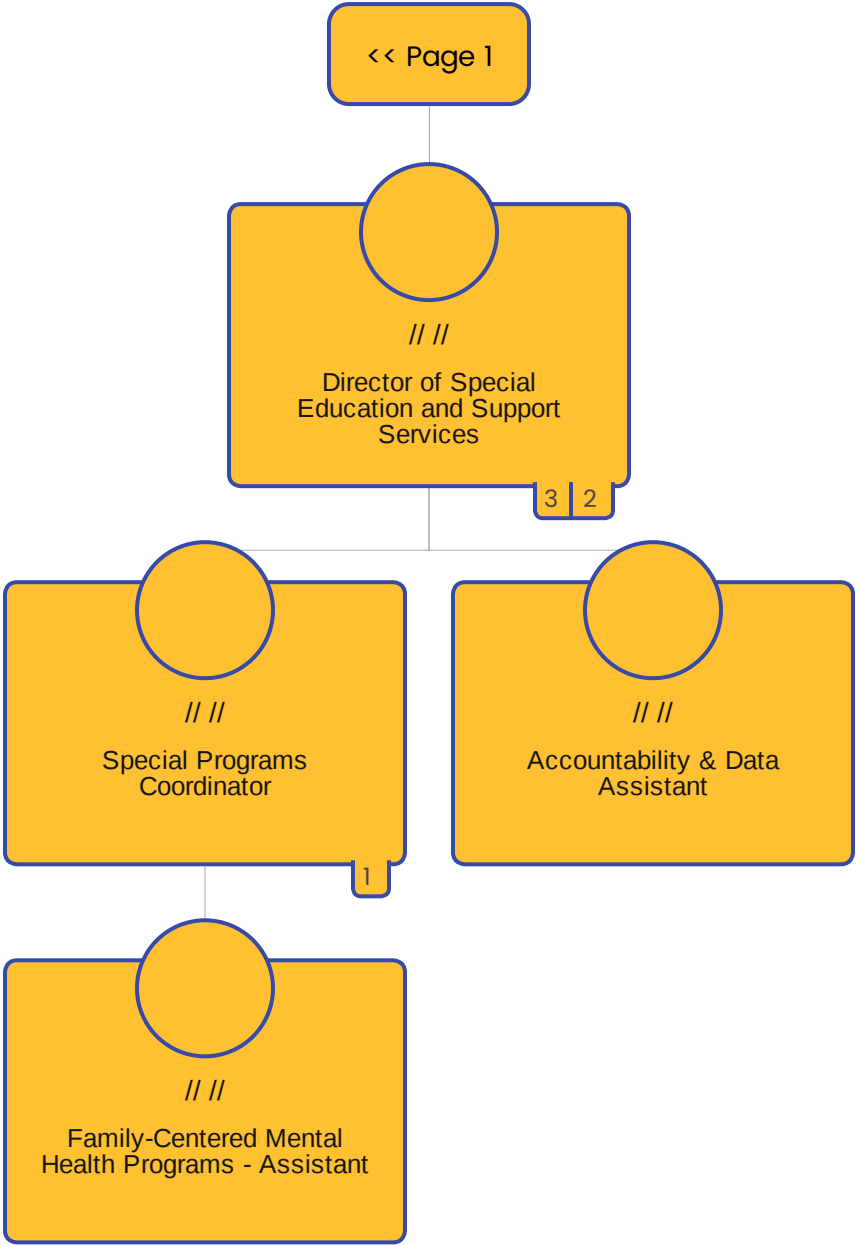 << Page 1
// //
Director of Special
Education and Support
Services
3 2
// //
Special Programs
Coordinator
1
// //
Accountability & Data
Assistant
// //
Family-Centered Mental
Health Programs - Assistant